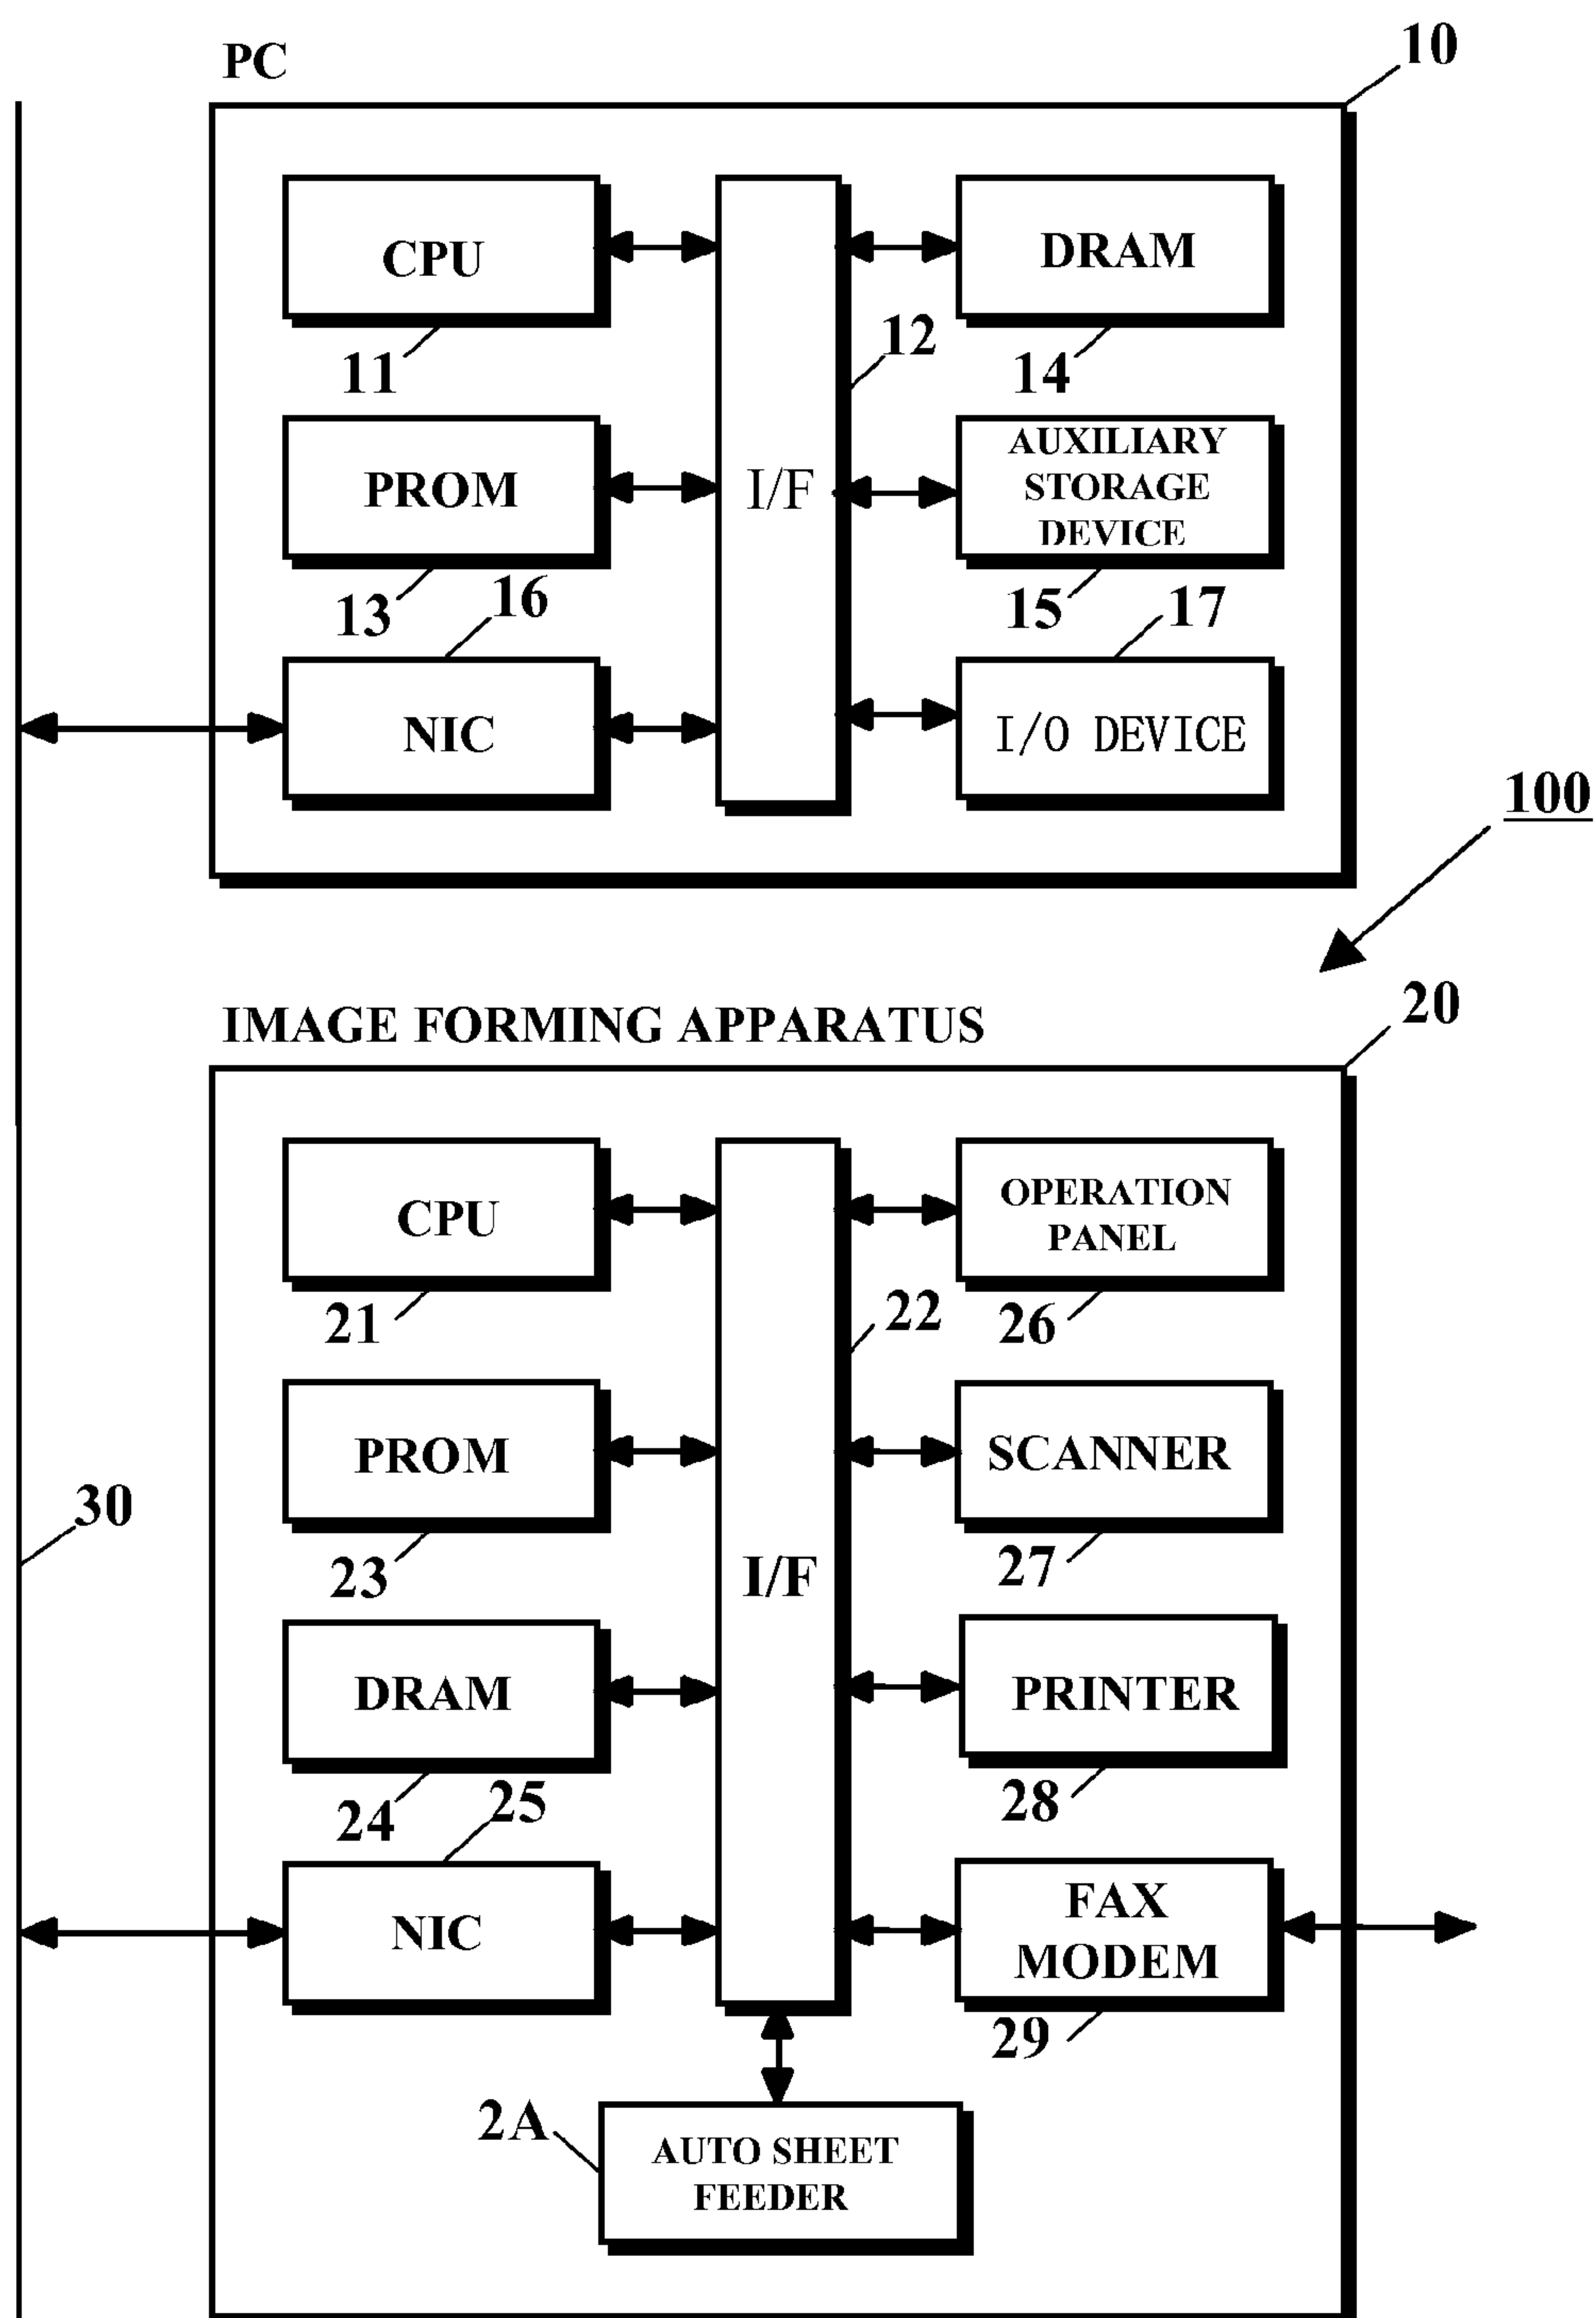 PC
10
CPU
DRAM
11
12
14
PROM
I/F
AUXILIARY
STORAGE
DEVICE
13
16
15
17
NIC
I/O DEVICE
100
IMAGE FORMING APPARATUS
20
CPU
OPERATION
PANEL
21
22
26
PROM
SCANNER
30
23
I/F
27
DRAM
PRINTER
24
25
28
NIC
FAX
MODEM
29
2A
AUTO SHEET
FEEDER